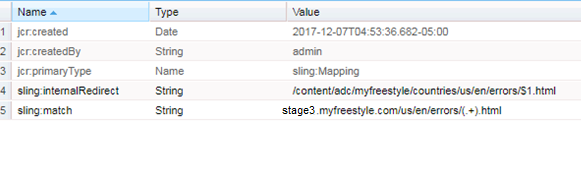 Name Type Value
1 jcr:created Date 2017-12-07T04:53:36.682-05:00
2 jcr:createdBy String admin
3 jcr:primaryType Name sling:Mapping
4 sling:internalRedirect String /content/adc/myfreestyle/countries/us/en/errors/$1.html
5 sling:match String stage3.myfreestyle.com/us/en/errors/(.+).html